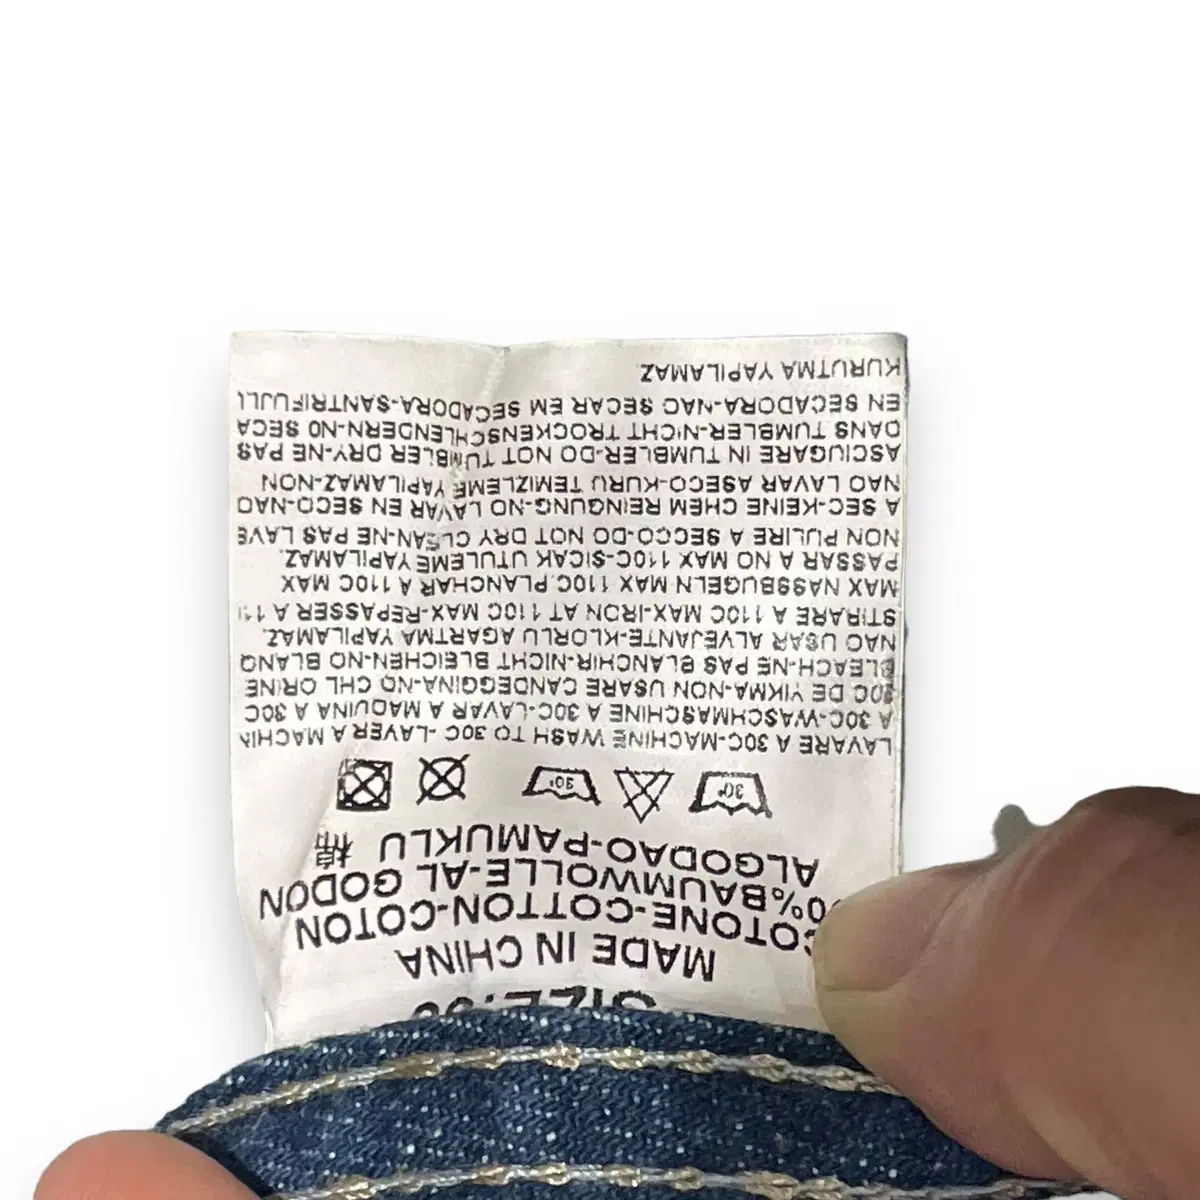 SIZE:
MADE IN CHINA
COTONE-COTTON-COTON
0%BAUMWOLLE-AL GODON
ALGODAO-PAMUKLU 棉
30° 30°
LAVARE A 30C-MACHINE WASH TO 30C -LAVER A MACHIN
A 30C-WASCHMASCHINE A 30C-LAVAR A MAQUINA A 30C
30C DE YIKMA-NON USARE CANDEGGINA-NO CHL ORINE
BLEACH-NE PAS BLANCHIR-NICHT BLEICHEN-NO BLANQ
NAO USAR ALVEJANTE-KLORLU AGARTMA YAPILAMAZ.
STIRARE A 110C MAX-IRON AT 110C MAX-REPASSER A 11
MAX NASSBUGELN MAX 110C.PLANCHAR A 110C MAX
PASSAR A NO MAX 110C-SICAK UTULEME YAPILAMAZ.
NON PULIRE A SECCO-DO NOT DRY CLEAN-NE PAS LAVE
A SEC-KEINE CHEM REINGUNG-NO LAVAR EN SECO-NAO
NAO LAVAR ASECO-KURU TEMIZLEME YAPILAMAZ-NON
ASCIUGARE IN TUMBLER-DO NOT TUMBLER DRY-NE PAS
DANS TUMBLER-NICHT TROCKENSCHLENDERN-NO SECA
EN SECADORA-NAC SECAR EM SECADORA-SANTRIFUJLI
KURUTMA YAPILAMAZ.